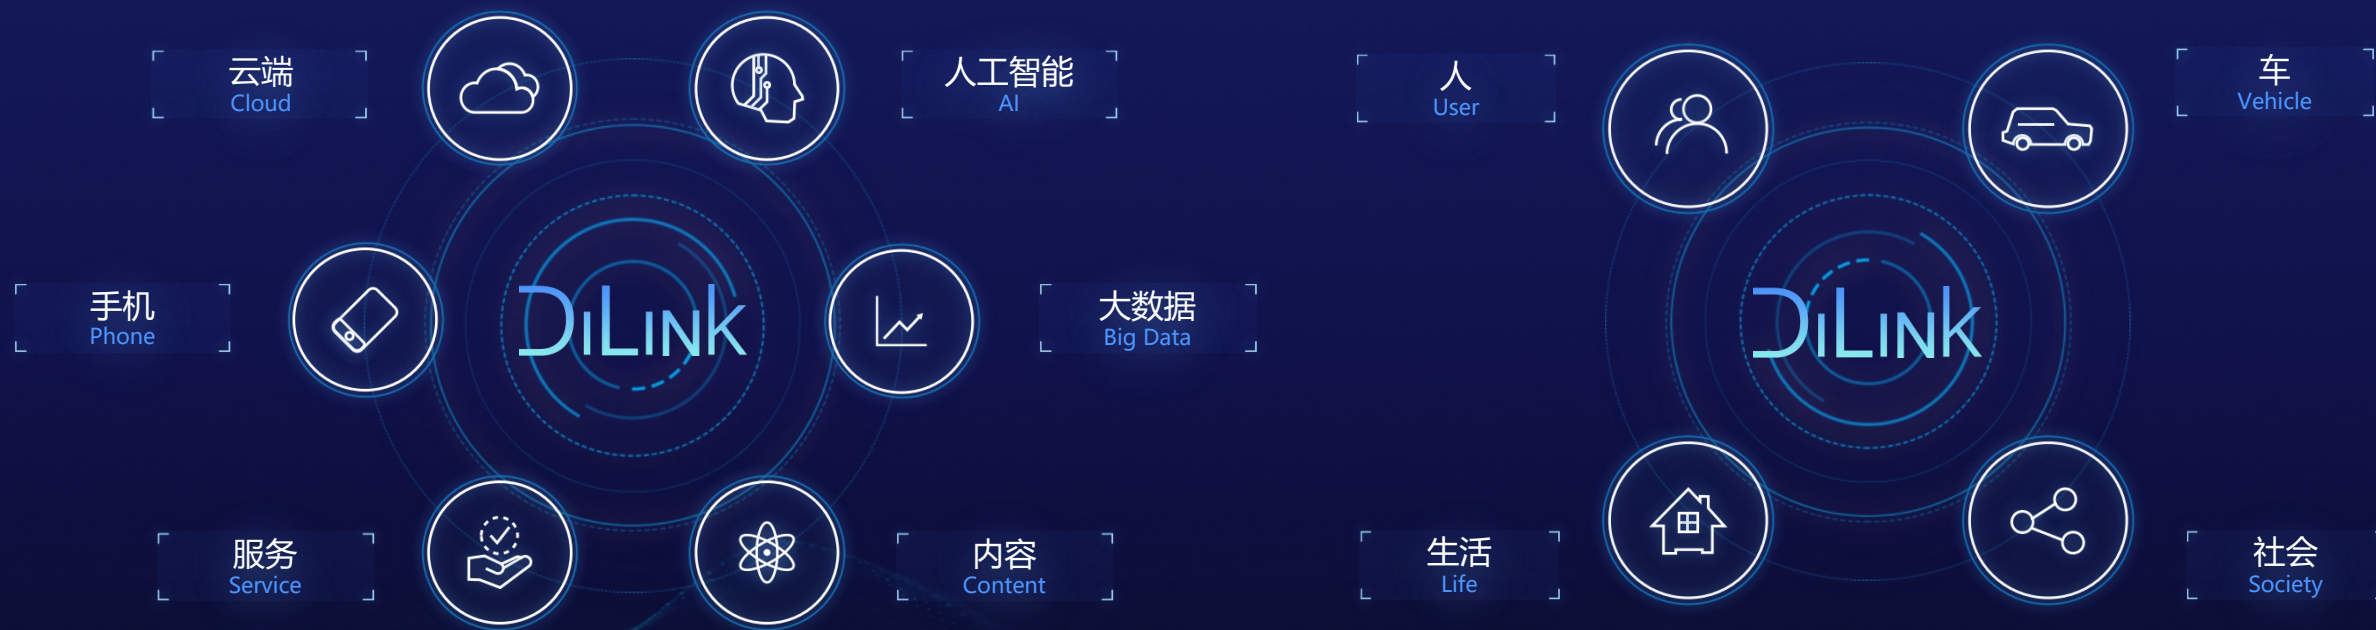 云端
Cloud
人工智能
AI
手机
Phone
DiLink
大数据
Big Data
服务
Service
内容
Content
人
User
车
Vehicle
DiLink
生活
Life
社会
Society